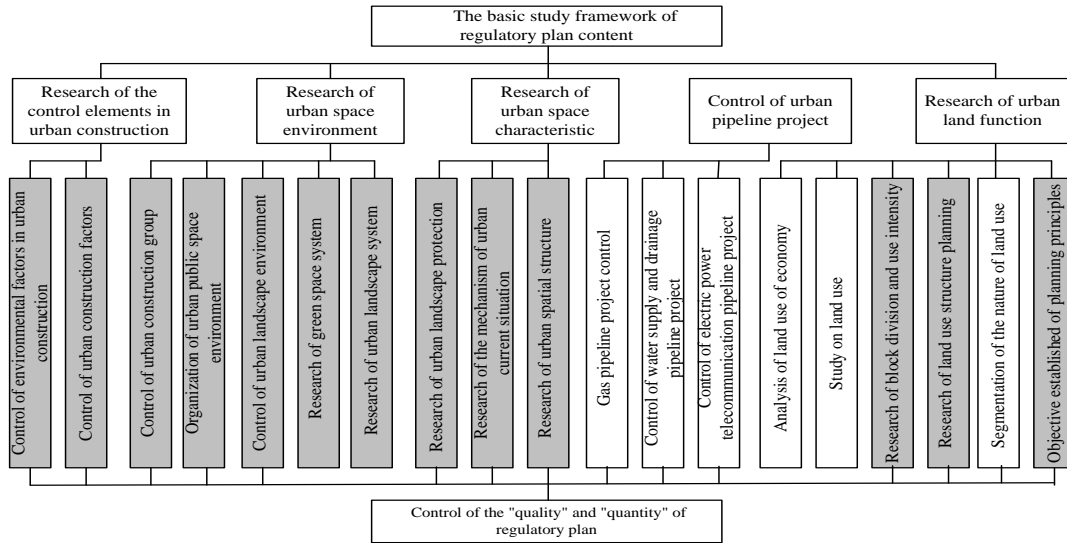 The basic study framework of
regulatory plan content
Research of the
control elements in
urban construction
Research of
urban space
environment
Research of
urban space
characteristic
Control of urban
pipeline project
Research of urban
land function
Control of environmental factors in urban
construction
Control of urban construction factors
Control of urban construction group
Organization of urban public space
environment
Control of urban landscape environment
Research of green space system
Research of urban landscape system
Research of urban landscape protection
Research of the mechanism of urban
current situation
Research of urban spatial structure
Gas pipeline project control
Control of water supply and drainage
pipeline project
Control of electric power
telecommunication pipeline project
Analysis of land use of economy
Study on land use
Research of block division and use intensity
Research of land use structure planning
Segmentation of the nature of land use
Objective established of planning principles
Control of the "quality" and "quantity" of
regulatory plan